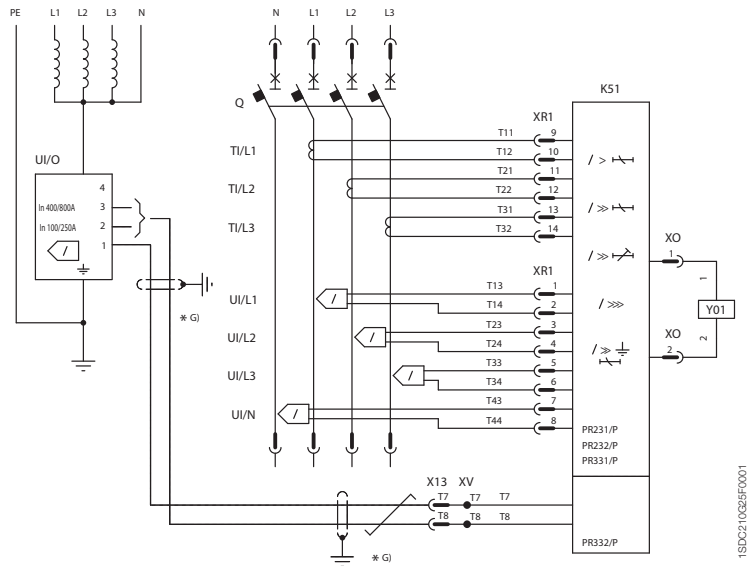 PE L1 L2 L3 N
N L1 L2 L3
Q
K51
XR1
UI/O
4
In 400/800A 3
In 100/250A 2
1
/
* G)
TI/L1
TI/L2
TI/L3
T11 9
T12 10
T21 11
T22 12
T31 13
T32 14
XR1
UI/L1 /
UI/L2 /
UI/L3 /
UI/N /
T13 1
T14 2
T23 3
T24 4
T33 5
T34 6
T43 7
T44 8
/ >
/ >>
/ >>
/ >>>
/ >>
PR231/P
PR232/P
PR331/P
XO
1
1
Y01
2
XO
2
X13 XV
T7 T7 T7
T8 T8 T8
PR332/P
* G)
1SDC210G25F0001